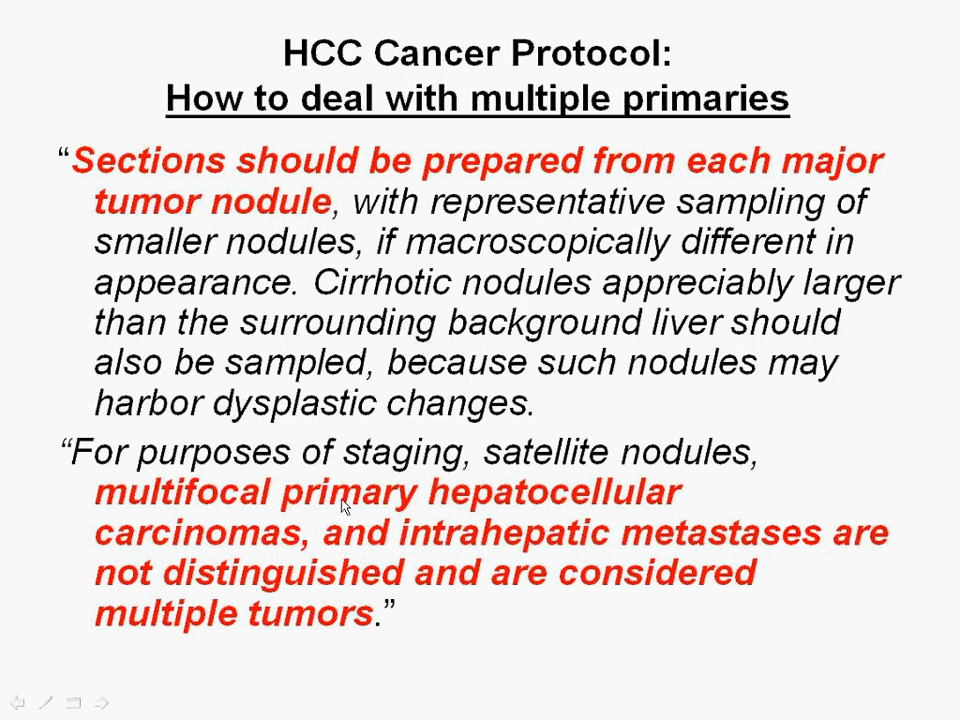 HCC Cancer Protocol:
How to deal with multiple primaries
“Sections should be prepared from each major
tumor nodule, with representative sampling of
smaller nodules, if macroscopically different in
appearance. Cirrhotic nodules appreciably larger
than the surrounding background liver should
also be sampled, because such nodules may
harbor dysplastic changes.
“For purposes of staging, satellite nodules,
multifocal primary hepatocellular
carcinomas, and intrahepatic metastases are
not distinguished and are considered
multiple tumors.”